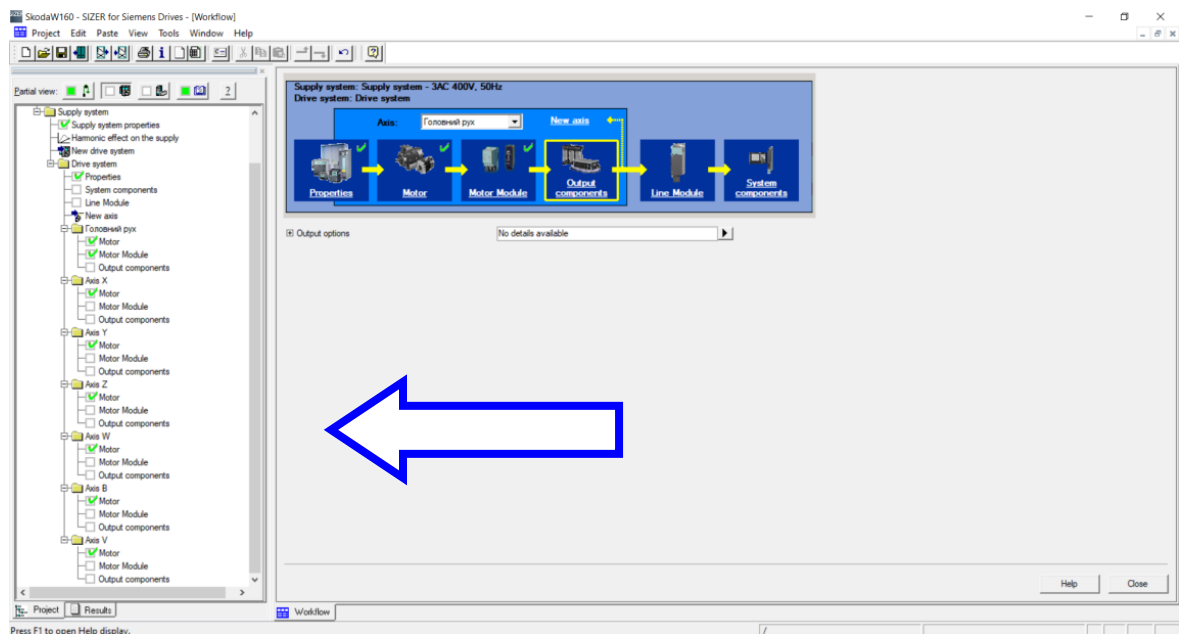 SkodaW160 - SIZER for Siemens Drives - [Workflow]
Project Edit Paste View Tools Window Help
Partial view: ?
Supply system
Supply system properties
Harmonic effect on the supply
New drive system
Drive system
Properties
System components
Line Module
New axis
Головний рух
Motor
Motor Module
Output components
Axis X
Motor
Motor Module
Output components
Axis Y
Motor
Motor Module
Output components
Axis Z
Motor
Motor Module
Output components
Axis W
Motor
Motor Module
Output components
Axis B
Motor
Motor Module
Output components
Axis V
Motor
Motor Module
Output components
Project Results
Supply system: Supply system - 3AC 400V, 50Hz
Drive system: Drive system
Axis: Головний рух New axis
Properties Motor Motor Module Output components Line Module System components
Output options No details available
Help Close
Workflow
Press F1 to open Help display. /